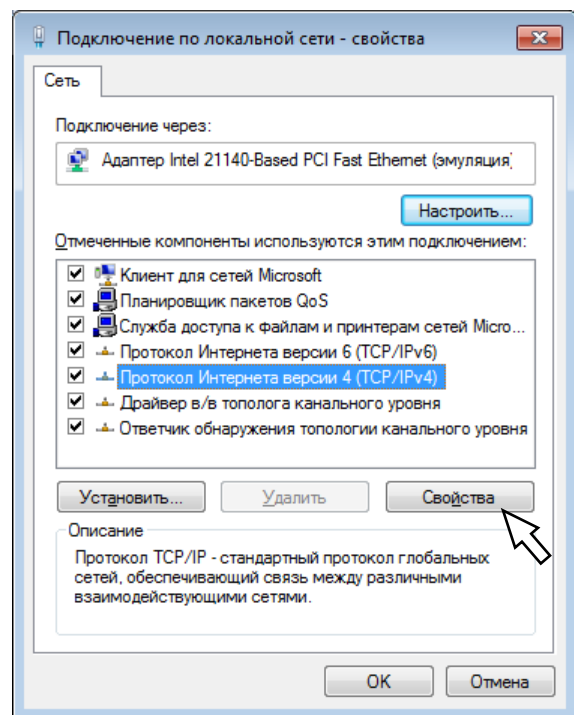 Подключение по локальной сети - свойства
Сеть
Подключение через:
Адаптер Intel 21140-Based PCI Fast Ethernet (эмуляция)
Настроить...
Отмеченные компоненты используются этим подключением:
Клиент для сетей Microsoft
Планировщик пакетов QoS
Служба доступа к файлам и принтерам сетей Micro...
Протокол Интернета версии 6 (TCP/IPv6)
Протокол Интернета версии 4 (TCP/IPv4)
Драйвер в/в тополога канального уровня
Ответчик обнаружения топологии канального уровня
Установить...
Удалить
Свойства
Описание
Протокол TCP/IP - стандартный протокол глобальных
сетей, обеспечивающий связь между различными
взаимодействующими сетями.
OK
Отмена